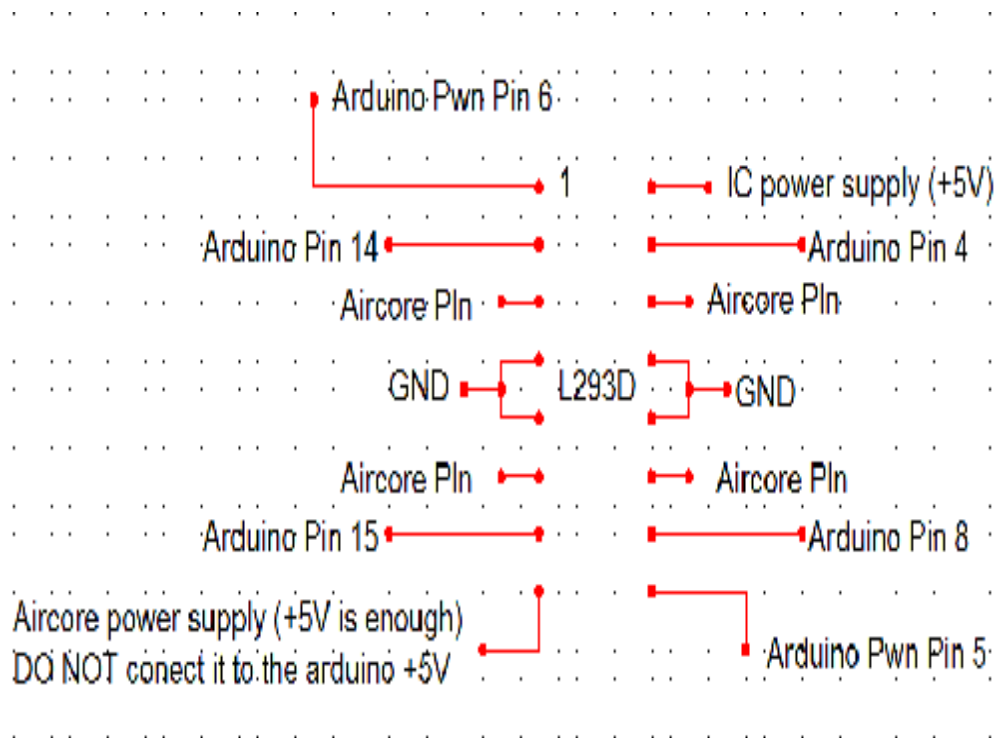 Arduino Pwn Pin 6
1
IC power supply (+5V)
Arduino Pin 14
Arduino Pin 4
Aircore PIn
Aircore PIn
GND
L293D
GND
Aircore PIn
Aircore PIn
Arduino Pin 15
Arduino Pin 8
Aircore power supply (+5V is enough)
DO NOT conect it to the arduino +5V
Arduino Pwn Pin 5